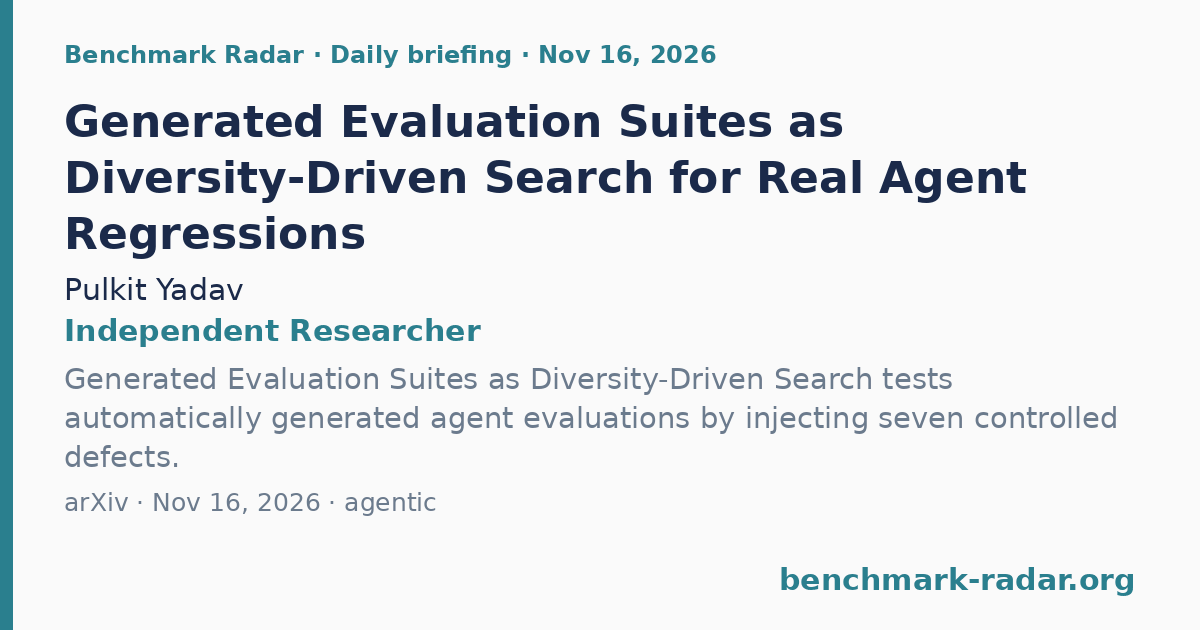 Benchmark Radar · Daily briefing · Nov 16, 2026
Generated Evaluation Suites as
Diversity-Driven Search for Real Agent
Regressions
Pulkit Yadav
Independent Researcher
Generated Evaluation Suites as Diversity-Driven Search tests
automatically generated agent evaluations by injecting seven controlled
defects.
arXiv · Nov 16, 2026 · agentic
benchmark-radar.org